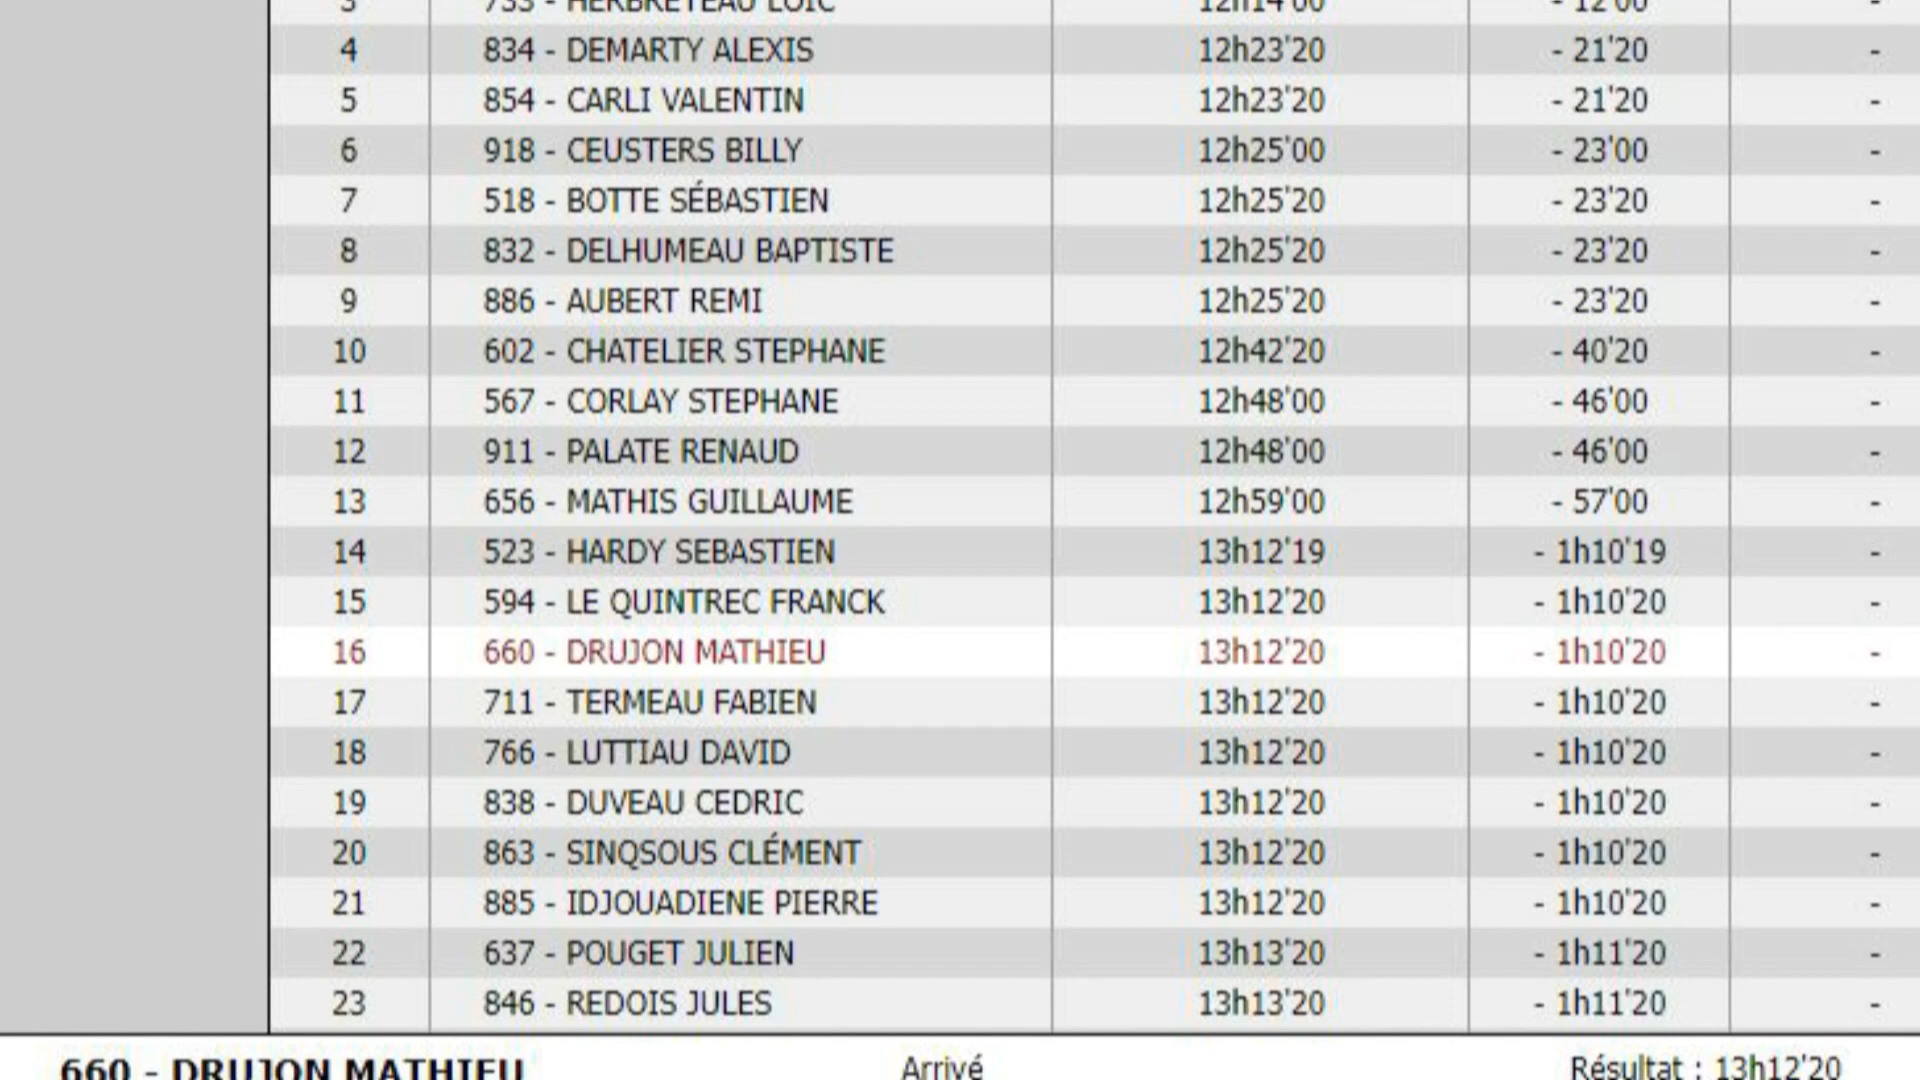 3 733 - HERBRETEAU LOIC 12h14'00 - 12'00 -
4 834 - DEMARTY ALEXIS 12h23'20 - 21'20 -
5 854 - CARLI VALENTIN 12h23'20 - 21'20 -
6 918 - CEUSTERS BILLY 12h25'00 - 23'00 -
7 518 - BOTTE SÉBASTIEN 12h25'20 - 23'20 -
8 832 - DELHUMEAU BAPTISTE 12h25'20 - 23'20 -
9 886 - AUBERT REMI 12h25'20 - 23'20 -
10 602 - CHATELIER STEPHANE 12h42'20 - 40'20 -
11 567 - CORLAY STEPHANE 12h48'00 - 46'00 -
12 911 - PALATE RENAUD 12h48'00 - 46'00 -
13 656 - MATHIS GUILLAUME 12h59'00 - 57'00 -
14 523 - HARDY SEBASTIEN 13h12'19 - 1h10'19 -
15 594 - LE QUINTREC FRANCK 13h12'20 - 1h10'20 -
16 660 - DRUJON MATHIEU 13h12'20 - 1h10'20 -
17 711 - TERMEAU FABIEN 13h12'20 - 1h10'20 -
18 766 - LUTTIAU DAVID 13h12'20 - 1h10'20 -
19 838 - DUVEAU CEDRIC 13h12'20 - 1h10'20 -
20 863 - SINQSOUS CLÉMENT 13h12'20 - 1h10'20 -
21 885 - IDJOUADIENE PIERRE 13h12'20 - 1h10'20 -
22 637 - POUGET JULIEN 13h13'20 - 1h11'20 -
23 846 - REDOIS JULES 13h13'20 - 1h11'20 -
660 - DRUJON MATHIEU Arrivé Résultat : 13h12'20